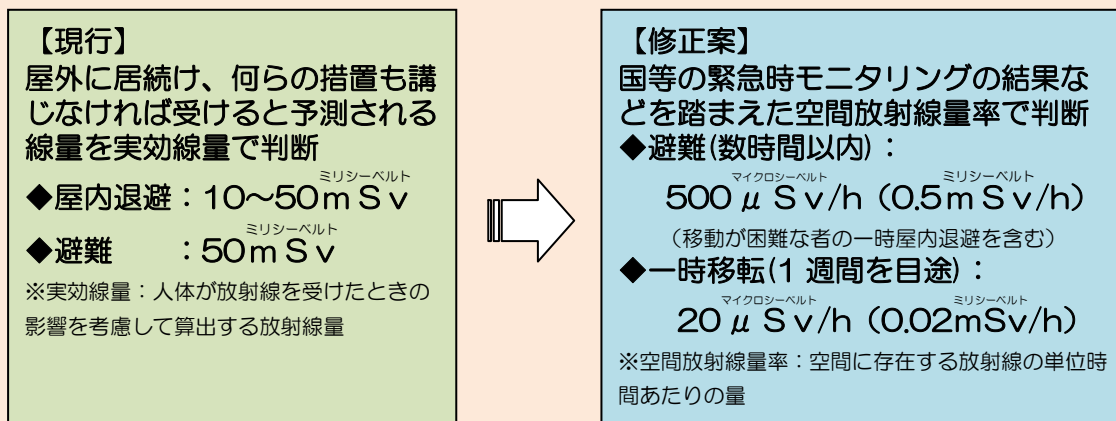 【現行】
屋外に居続け、何らの措置も講
じなければ受けると予測される
線量を実効線量で判断
ミリシーベルト
◆屋内退避：10～50ｍＳｖ
ミリシーベルト
◆避難　　：50ｍＳｖ
※実効線量：人体が放射線を受けたときの
影響を考慮して算出する放射線量
【修正案】
国等の緊急時モニタリングの結果な
どを踏まえた空間放射線量率で判断
◆避難(数時間以内)：
マイクロシーベルト ミリシーベルト
500μＳｖ/h（0.5ｍＳｖ/h）
（移動が困難な者の一時屋内退避を含む）
◆一時移転(1 週間を目途)：
マイクロシーベルト ミリシーベルト
20μＳｖ/h（0.02mSv/h）
※空間放射線量率：空間に存在する放射線の単位時
間あたりの量